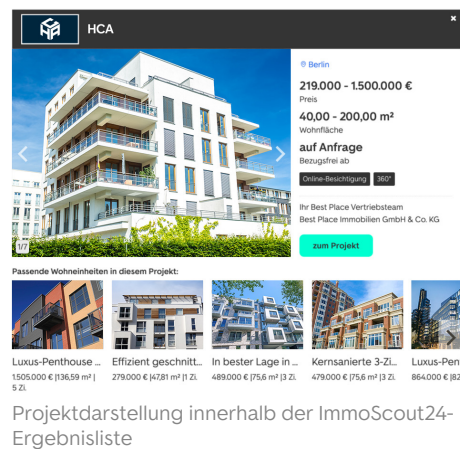 HCA
HCA
Berlin
219.000 - 1.500.000 €
Preis
40,00 - 200,00 m²
Wohnfläche
auf Anfrage
Bezugsfrei ab
Online-Besichtigung 360°
Ihr Best Place Vertriebsteam
Best Place Immobilien GmbH & Co. KG
1/7
zum Projekt
Passende Wohneinheiten in diesem Projekt:
Luxus-Penthouse ... Effizient geschnitt... In bester Lage in ... Kernsanierte 3-Zi... Luxus-Pen
1.505.000 € |136,59 m² | 279.000 € |47,81 m² |1 Zi. 489.000 € |75,6 m² |3 Zi. 479.000 € |75,6 m² |3 Zi. 864.000 € |82
5 Zi.
Projektdarstellung innerhalb der ImmoScout24-
Ergebnisliste